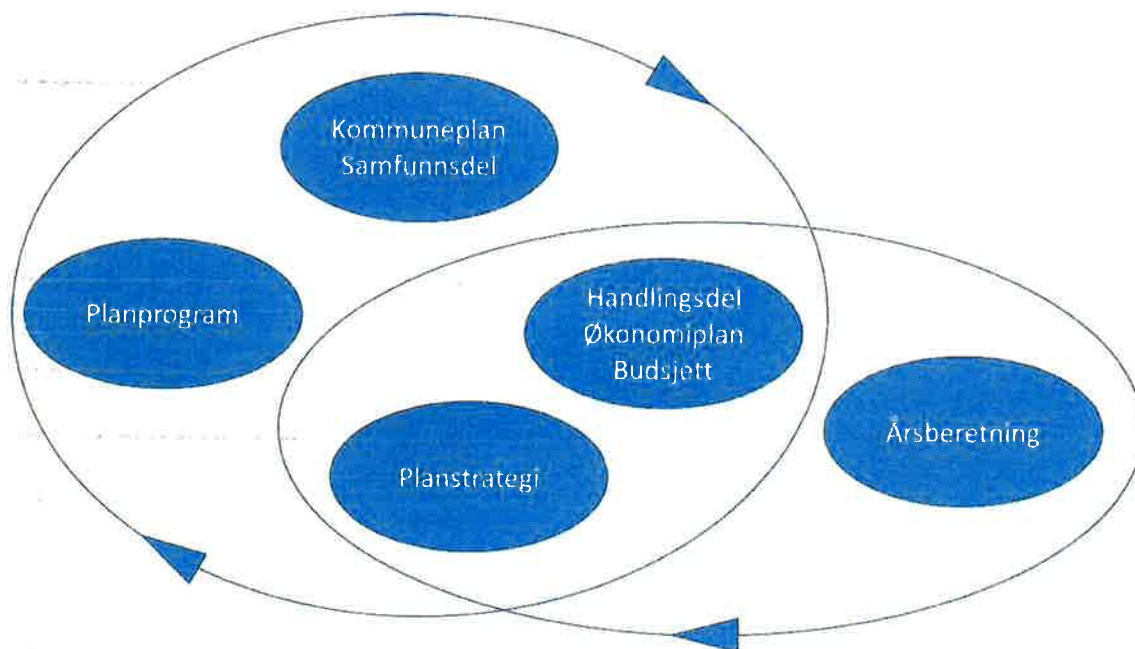 Kommuneplan
Samfunnsdel
Planprogram
Handlingsdel
Økonomiplan
Budsjett
Årsberetning
Planstrategi